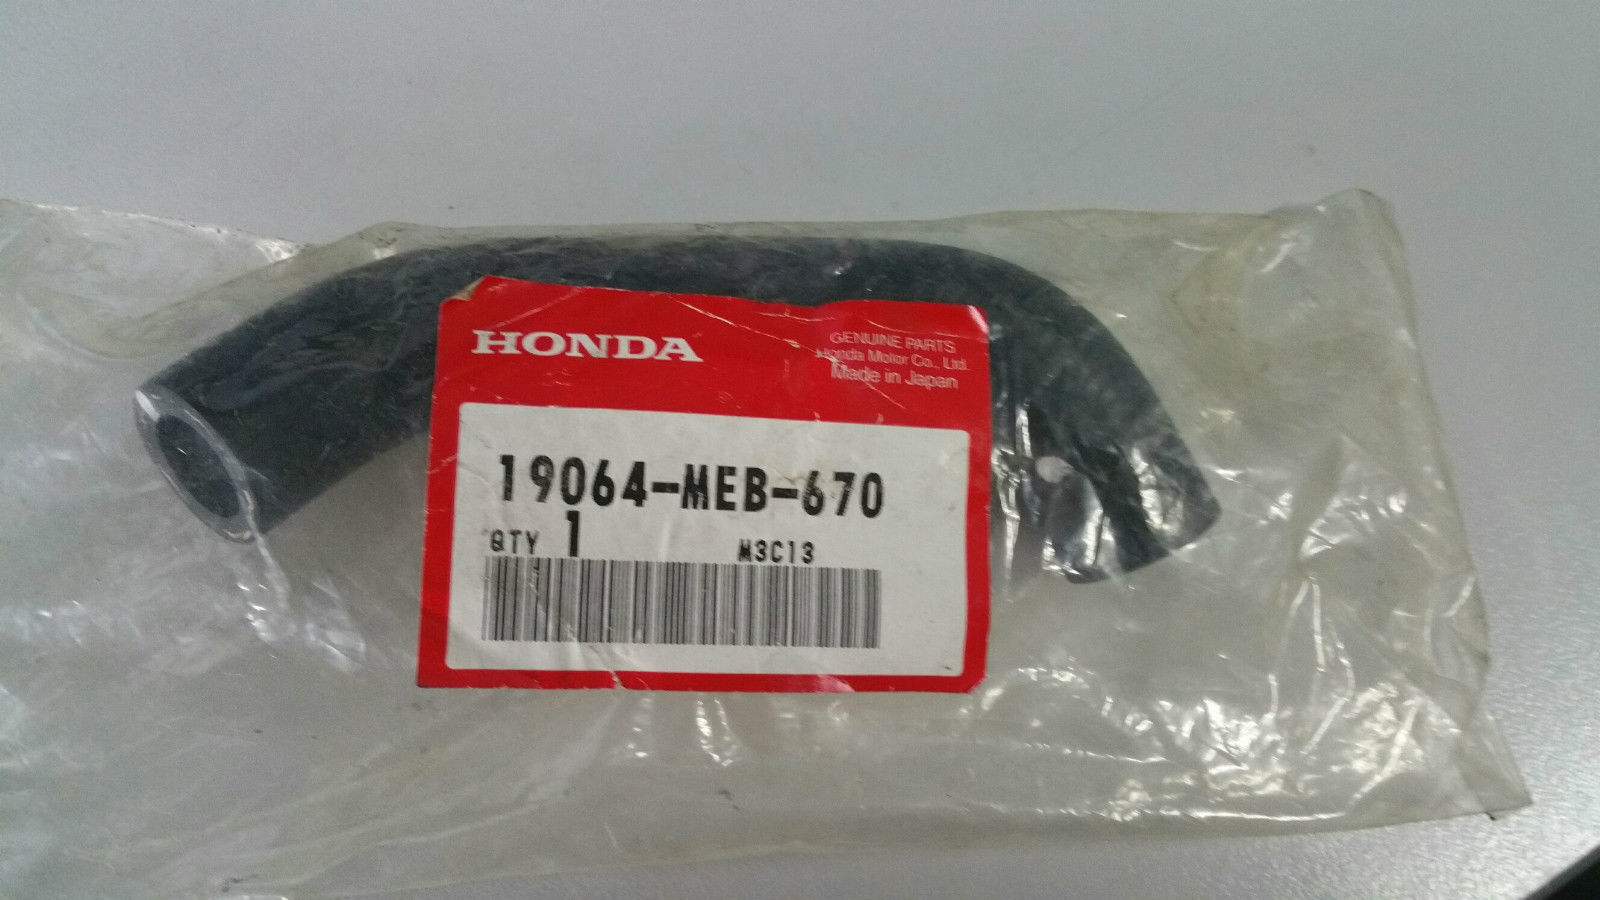 HONDA
GENUINE PARTS
Honda Motor Co., Ltd.
Made in Japan
19064-MEB-670
QTY 1 M3C13